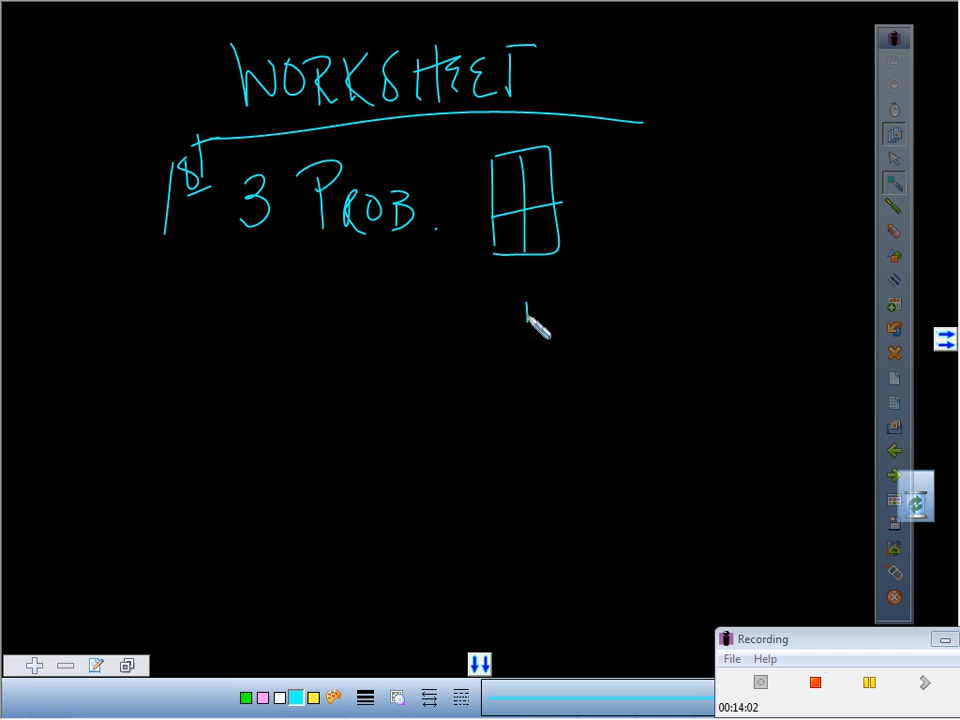 WORKSHEET
1st 3 PROB.
Recording
File Help
00:14:02